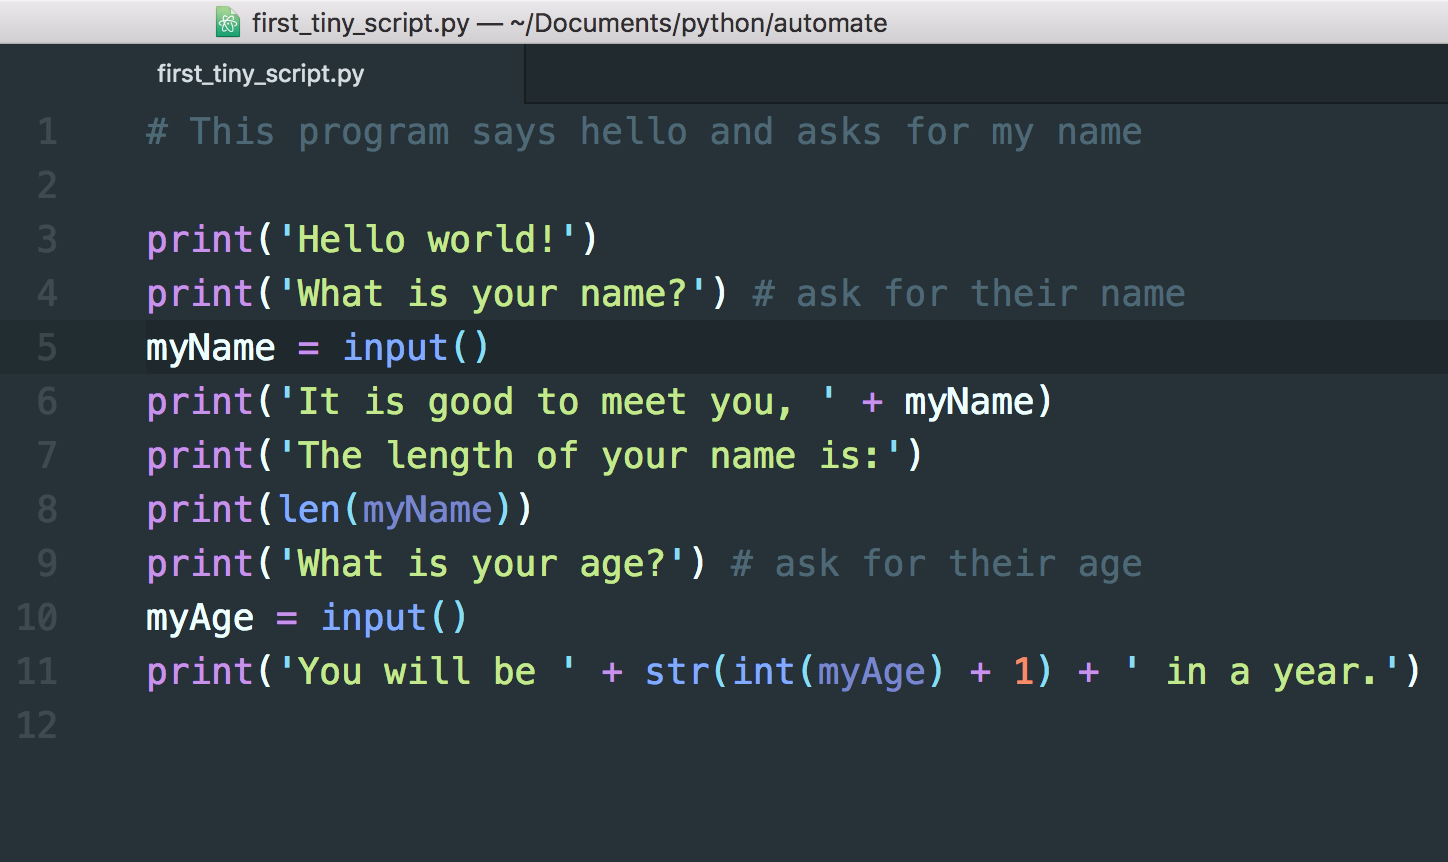 first_tiny_script.py — ~/Documents/python/automate
first_tiny_script.py
1 # This program says hello and asks for my name
2
3 print('Hello world!')
4 print('What is your name?') # ask for their name
5 myName = input()
6 print('It is good to meet you, ' + myName)
7 print('The length of your name is:')
8 print(len(myName))
9 print('What is your age?') # ask for their age
10 myAge = input()
11 print('You will be ' + str(int(myAge) + 1) + ' in a year.')
12